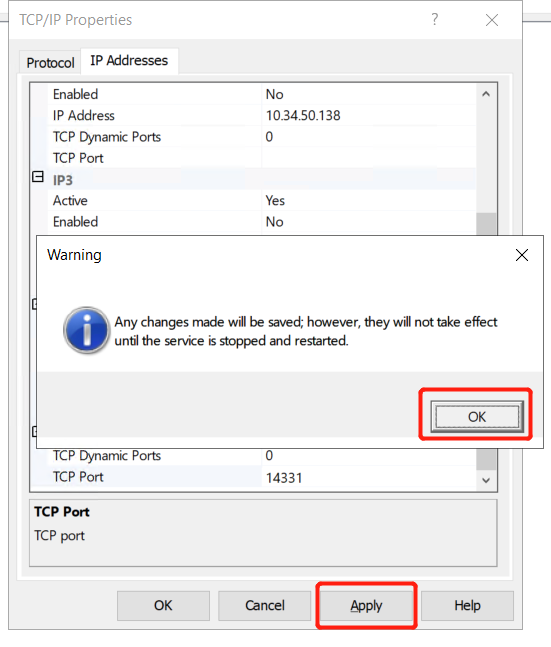 TCP/IP Properties
?
Protocol
IP Addresses
Enabled No
IP Address 10.34.50.138
TCP Dynamic Ports 0
TCP Port
IP3
Active Yes
Enabled No
Warning
Any changes made will be saved; however, they will not take effect
until the service is stopped and restarted.
OK
TCP Dynamic Ports 0
TCP Port 14331
TCP Port
TCP port
OK Cancel Apply Help